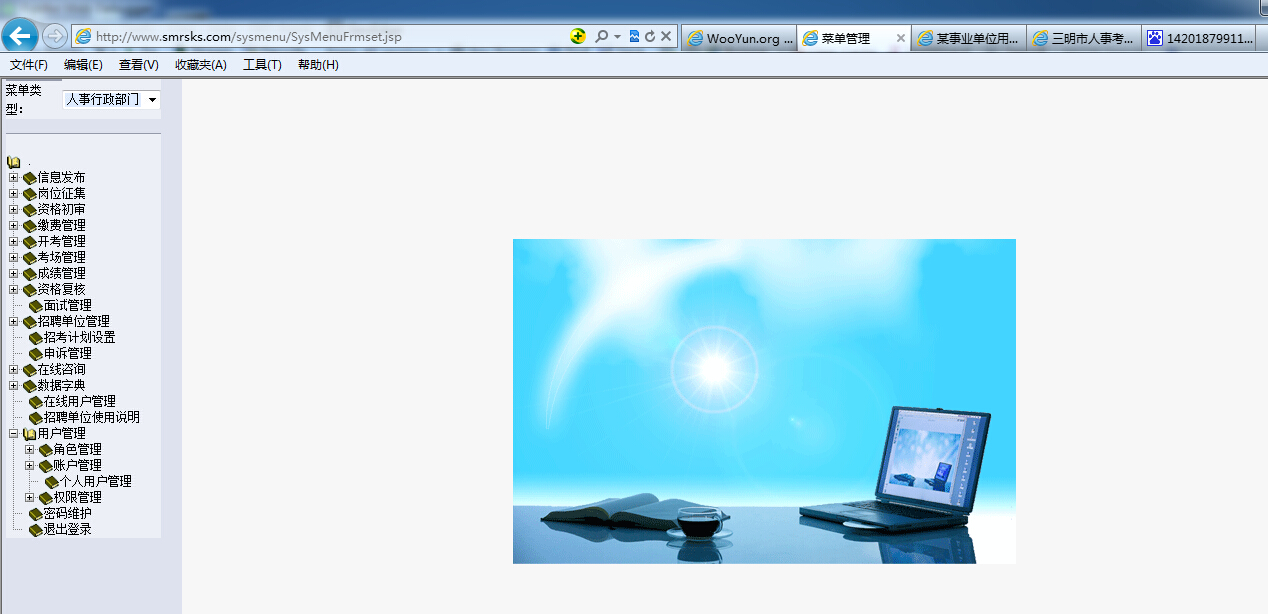 http://www.smrsks.com/sysmenu/SysMenuFrmset.jsp
WooYun.org ...
菜单管理
某事业单位用...
三明市人事考...
14201879911...
文件(F) 编辑(E) 查看(V) 收藏夹(A) 工具(T) 帮助(H)
菜单类型：
人事行政部门
.
信息发布
岗位征集
资格初审
缴费管理
开考管理
考场管理
成绩管理
资格复核
面试管理
招聘单位管理
招考计划设置
申诉管理
在线咨询
数据字典
在线用户管理
招聘单位使用说明
用户管理
角色管理
账户管理
个人用户管理
权限管理
密码维护
退出登录